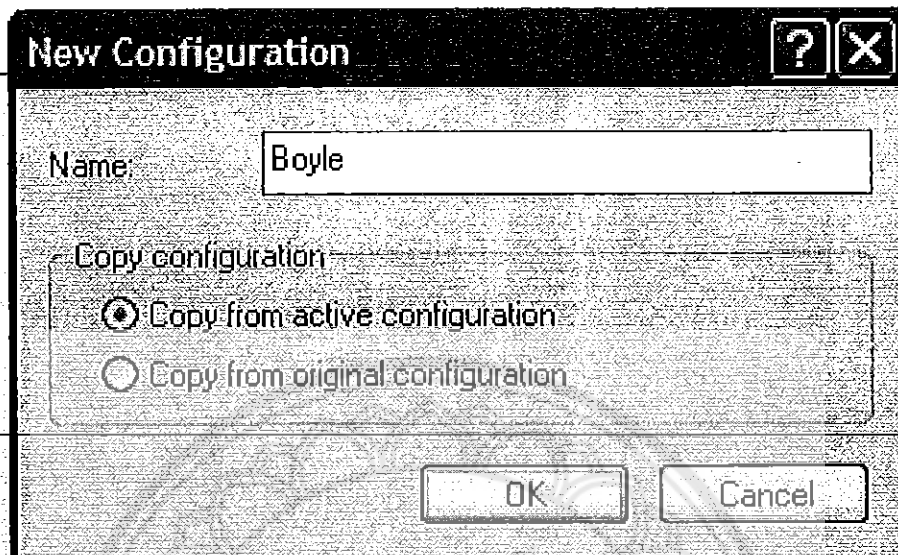 New Configuration
Name: Boyle
Copy configuration
Copy from active configuration
Copy from original configuration
OK Cancel